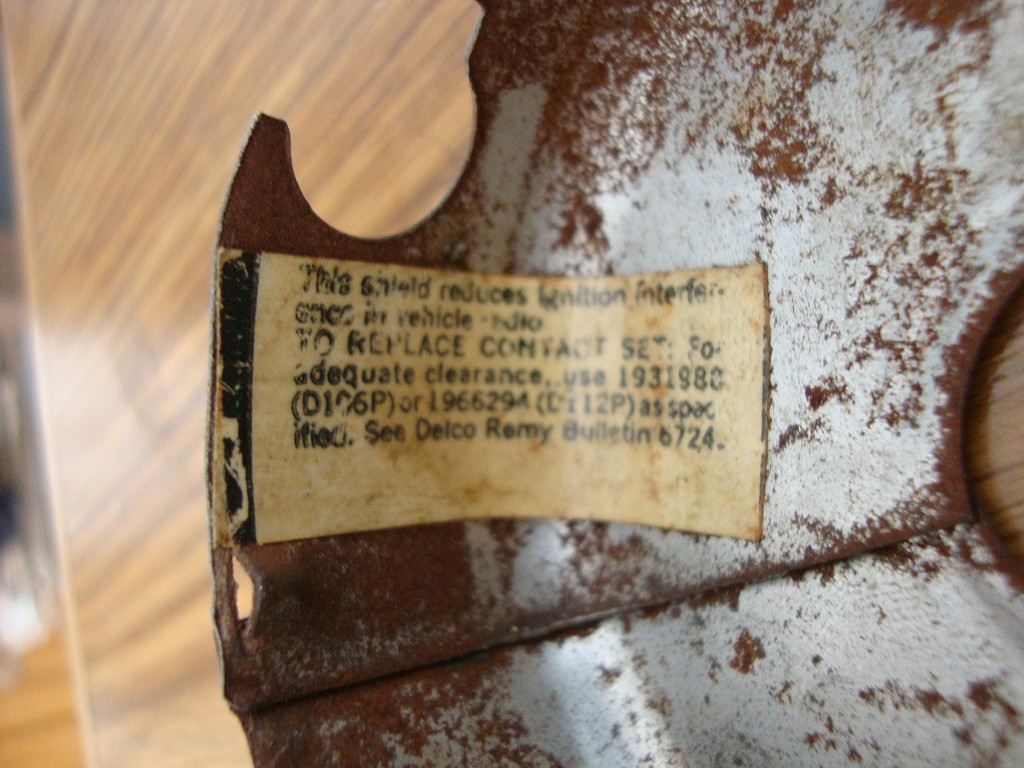 This shield reduces ignition interfer-
ence in vehicle radio
TO REPLACE CONTACT SET: For
adequate clearance, use 1931988
(D106P) or 1966294 (D112P) as spec
ified. See Delco Remy Bulletin 6724.